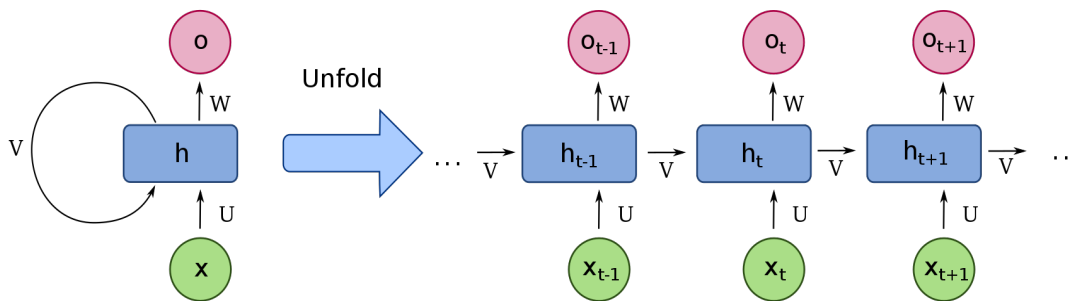 o
o_{t-1}
o_t
o_{t+1}
Unfold
W
W
W
W
V
h
...
V
h_{t-1}
V
h_t
V
h_{t+1}
V
...
U
U
U
U
x
x_{t-1}
x_t
x_{t+1}